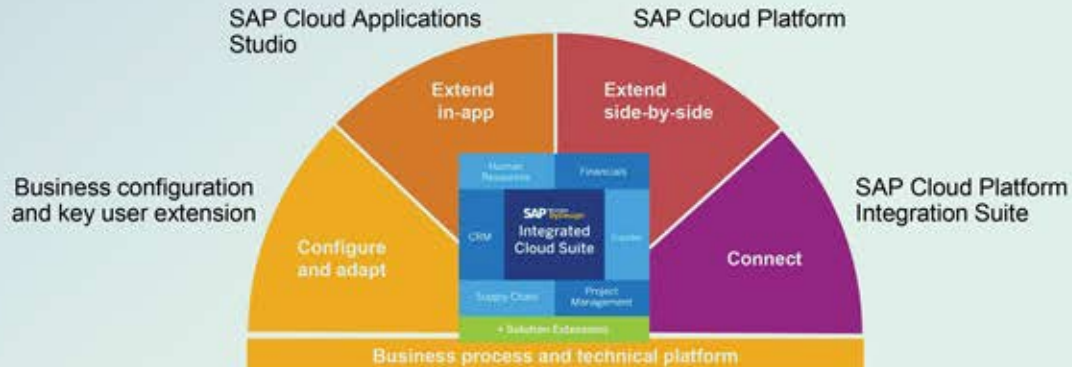 SAP Cloud Applications
Studio
SAP Cloud Platform
Extend
in-app
Extend
side-by-side
Business configuration
and key user extension
SAP Cloud Platform
Integration Suite
Configure
and adapt
Connect
Human
Resources
Financials
SAP Business
ByDesign
Integrated
Cloud Suite
CRM
Supply Chain
Project
Management
+ Solution Extensions
Business process and technical platform